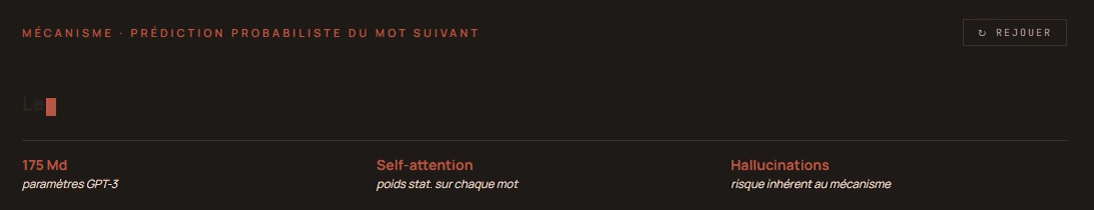 MÉCANISME · PRÉDICTION PROBABILISTE DU MOT SUIVANT
↻ REJOUER
Le
175 Md
Self-attention
Hallucinations
paramètres GPT-3
poids stat. sur chaque mot
risque inhérent au mécanisme